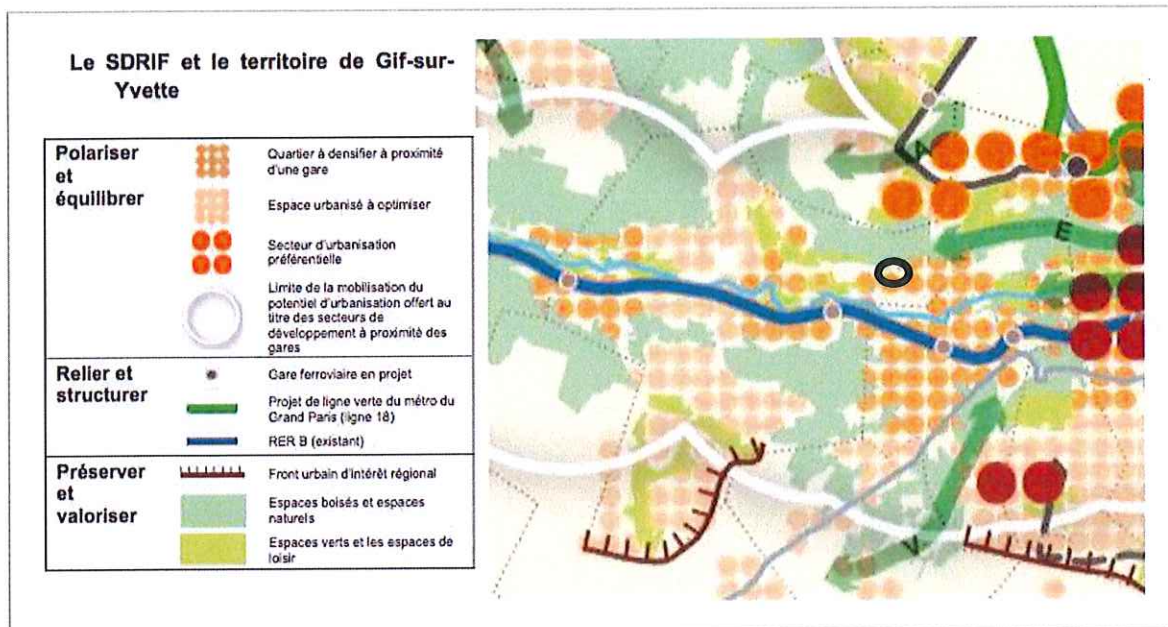 Le SDRIF et le territoire de Gif-sur-
Yvette
Polariser
et
équilibrer
Quartier à densifier à proximité
d'une gare
Espace urbanisé à optimiser
Secteur d'urbanisation
préférentielle
Limite de la mobilisation du
potentiel d'urbanisation offert au
titre des secteurs de
développement à proximité des
gares
Relier et
structurer
Gare ferroviaire en projet
Projet de ligne verte du métro du
Grand Paris (ligne 18)
RER B (existant)
Préserver
et
valoriser
Front urbain d'intérêt régional
Espaces boisés et espaces
naturels
Espaces verts et les espaces de
loisir
A
E
V